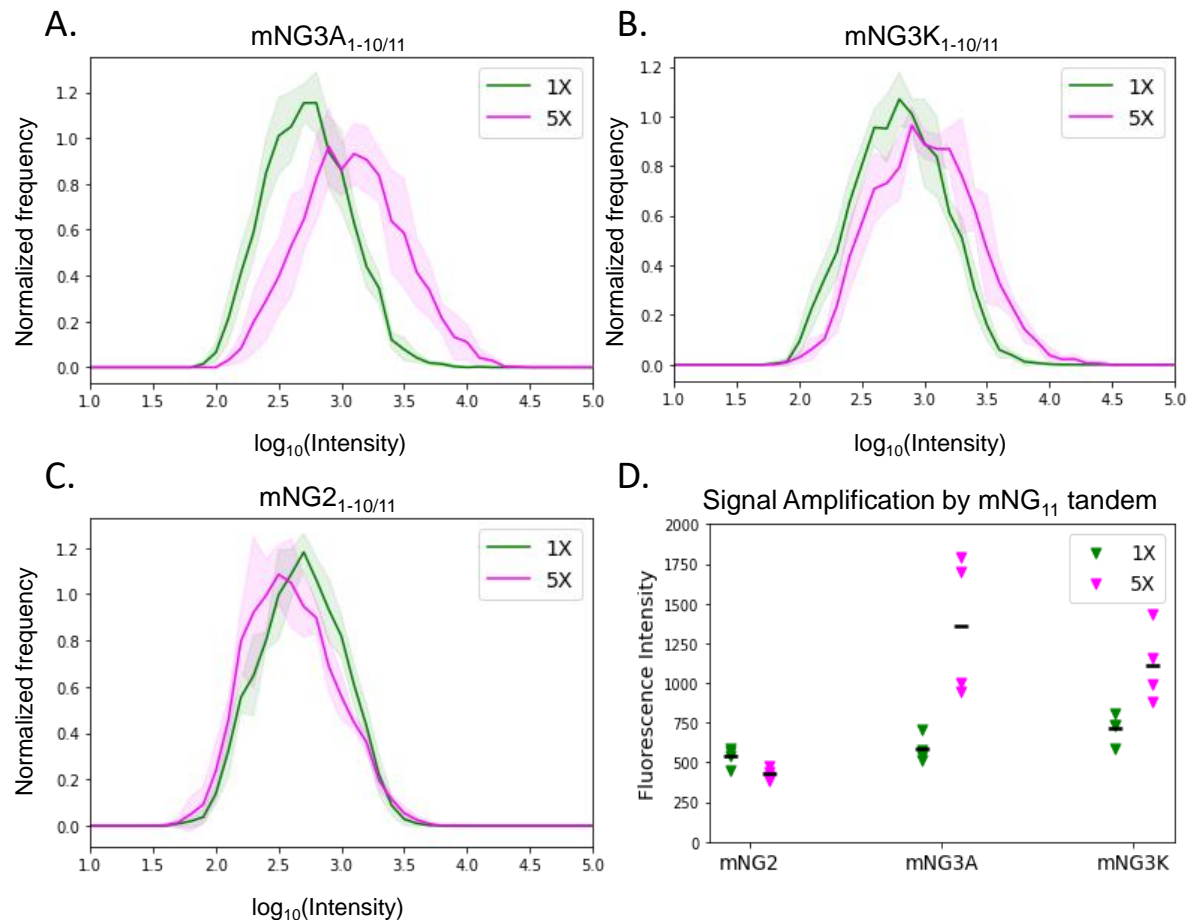 A.
mNG3A1-10/11
1X
5X
Normalized frequency
1.2
1.0
0.8
0.6
0.4
0.2
0.0
1.0 1.5 2.0 2.5 3.0 3.5 4.0 4.5 5.0
log10(Intensity)
B.
mNG3K1-10/11
1X
5X
Normalized frequency
1.2
1.0
0.8
0.6
0.4
0.2
0.0
1.0 1.5 2.0 2.5 3.0 3.5 4.0 4.5 5.0
log10(Intensity)
C.
mNG21-10/11
1X
5X
Normalized frequency
1.2
1.0
0.8
0.6
0.4
0.2
0.0
1.0 1.5 2.0 2.5 3.0 3.5 4.0 4.5 5.0
log10(Intensity)
D.
Signal Amplification by mNG11 tandem
1X
5X
Fluorescence Intensity
2000
1750
1500
1250
1000
750
500
250
0
mNG2 mNG3A mNG3K